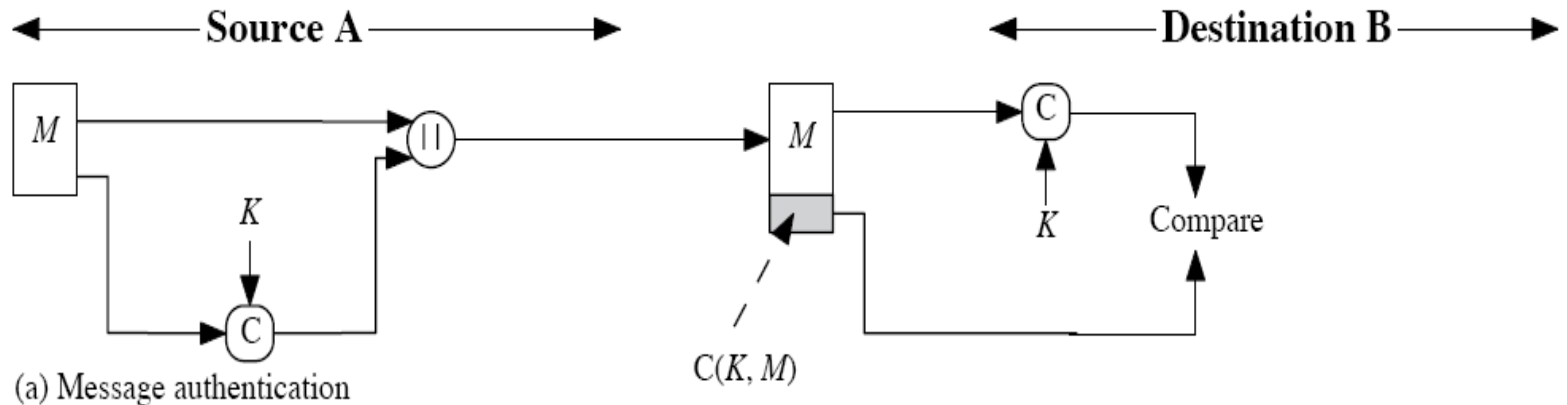 Source A
Destination B
M
||
K
C
M
C(K, M)
C
K
Compare
(a) Message authentication